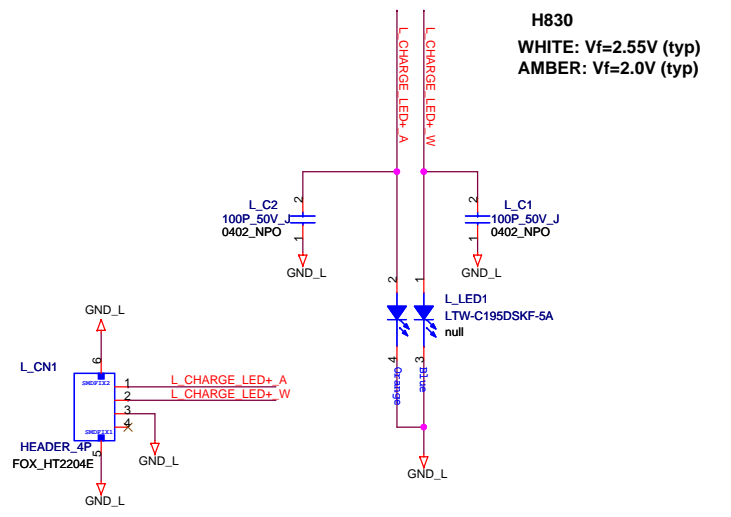 H830
WHITE: Vf=2.55V (typ)
AMBER: Vf=2.0V (typ)
L_CHARGE_LED+_A
L_CHARGE_LED+_W
2
L_C2
100P_50V_J
0402_NPO
1
GND_L
2
L_C1
100P_50V_J
0402_NPO
1
GND_L
2
1
L_LED1
LTW-C195DSKF-5A
null
4
3
Orange
Blue
GND_L
GND_L
L_CN1
6
SMDFIX2
1
L_CHARGE_LED+_A
2
L_CHARGE_LED+_W
3
4
SMDFIX1
HEADER_4P
5
FOX_HT2204E
GND_L
GND_L